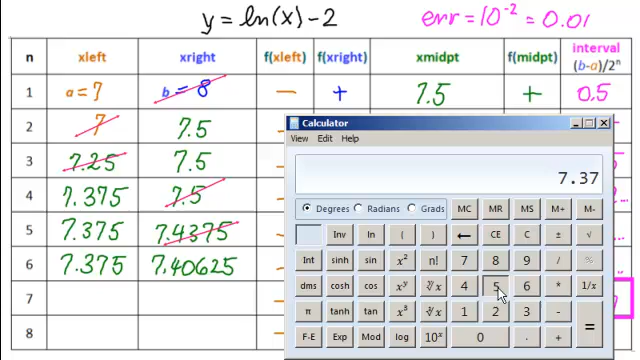 y = ln(x) - 2 err = 10⁻² = 0.01
n xleft xright f(xleft) f(xright) xmidpt f(midpt) interval (b-a)/2ⁿ
1 a = 7 b = 8 - + 7.5 + 0.5
2 7 7.5
3 7.25 7.5
4 7.375 7.5
5 7.375 7.4375
6 7.375 7.40625
7
8
Calculator
View Edit Help
7.37
Degrees Radians Grads MC MR MS M+ M-
Inv ln ( ) ← CE C ± √
Int sinh sin x² n! 7 8 9 / %
dms cosh cos xʸ ʸ√x 4 5 6 * 1/x
π tanh tan x³ ³√x 1 2 3 - =
F-E Exp Mod log 10ˣ 0 . +